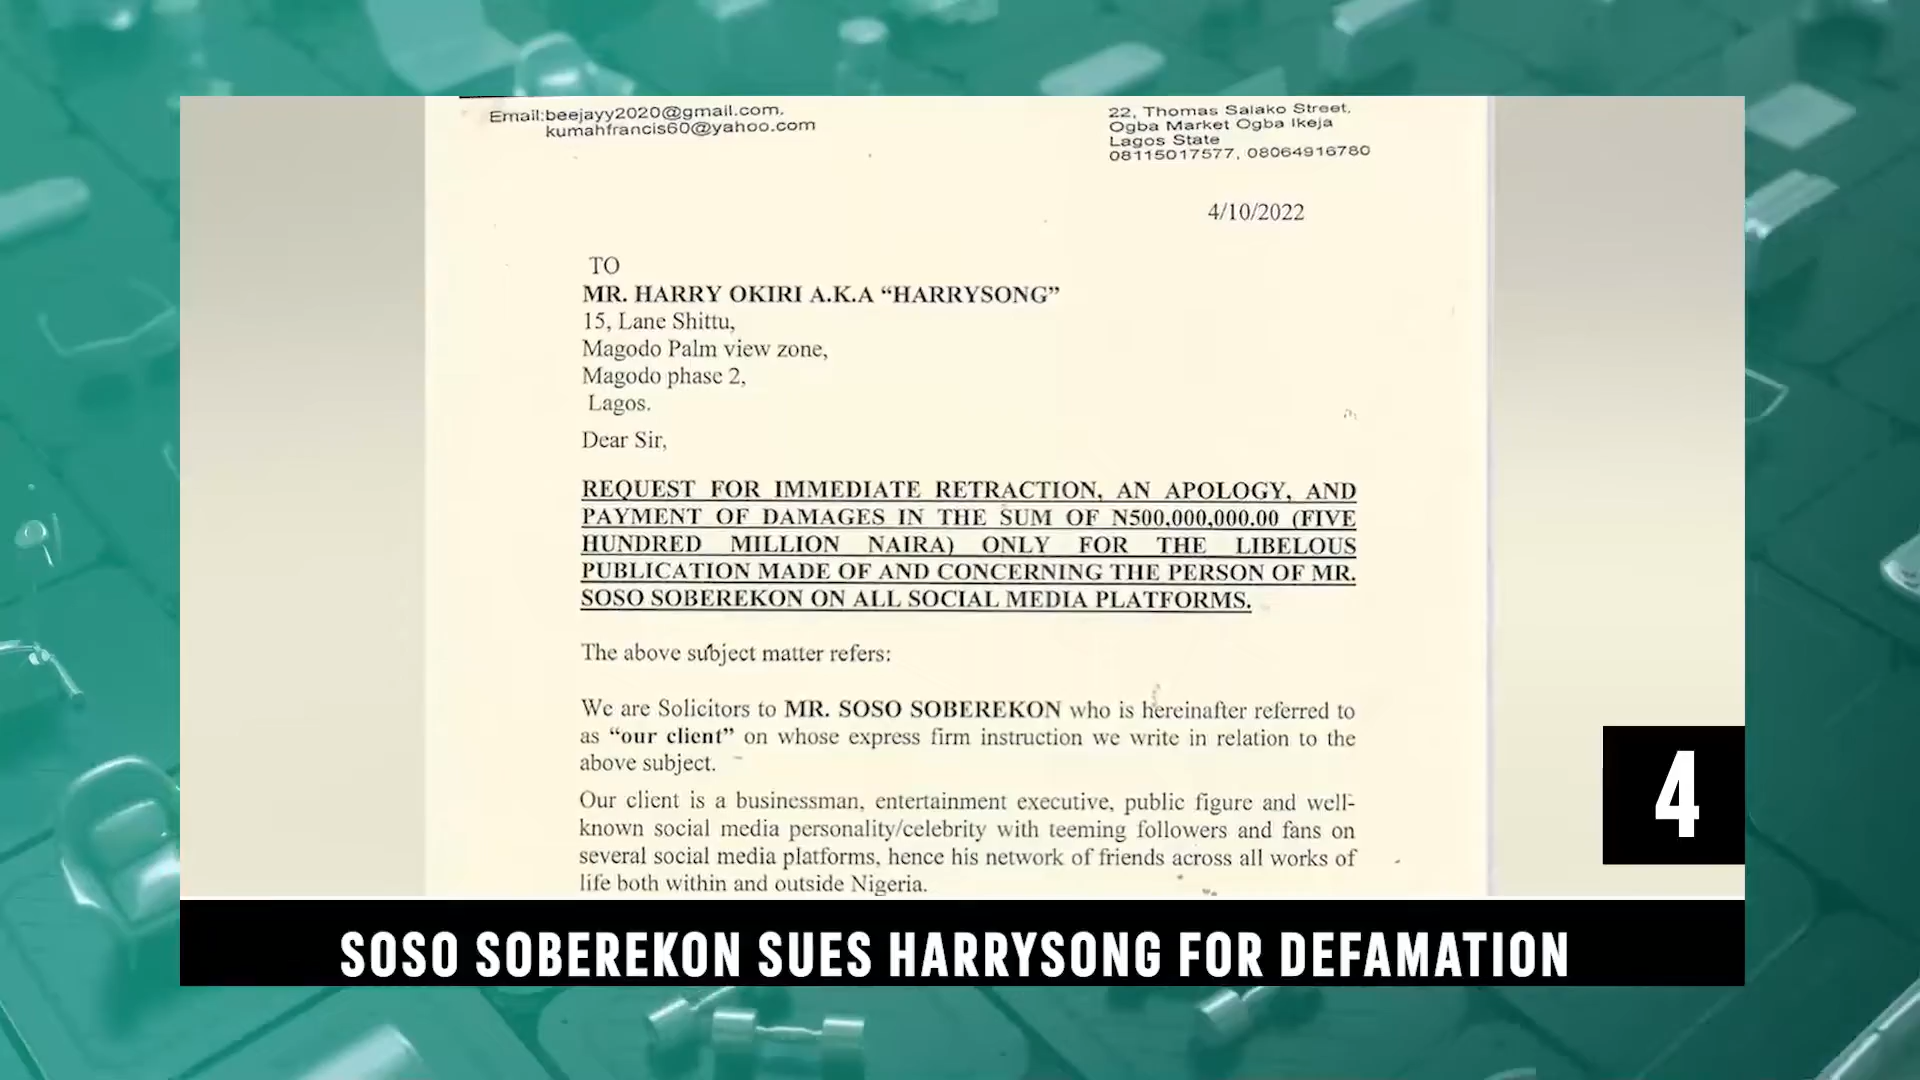 Email:beejayy2020@gmail.com.
kumahfrancis60@yahoo.com
22, Thomas Salako Street,
Ogba Market Ogba Ikeja
Lagos State
08115017577, 08064916780
4/10/2022
TO
MR. HARRY OKIRI A.K.A “HARRYSONG”
15, Lane Shittu,
Magodo Palm view zone,
Magodo phase 2,
Lagos.
Dear Sir,
REQUEST FOR IMMEDIATE RETRACTION, AN APOLOGY, AND
PAYMENT OF DAMAGES IN THE SUM OF N500,000,000.00 (FIVE
HUNDRED MILLION NAIRA) ONLY FOR THE LIBELOUS
PUBLICATION MADE OF AND CONCERNING THE PERSON OF MR.
SOSO SOBEREKON ON ALL SOCIAL MEDIA PLATFORMS.
The above subject matter refers:
We are Solicitors to MR. SOSO SOBEREKON who is hereinafter referred to
as “our client” on whose express firm instruction we write in relation to the
above subject.
Our client is a businessman, entertainment executive, public figure and well-
known social media personality/celebrity with teeming followers and fans on
several social media platforms, hence his network of friends across all works of
life both within and outside Nigeria.
4
SOSO SOBEREKON SUES HARRYSONG FOR DEFAMATION